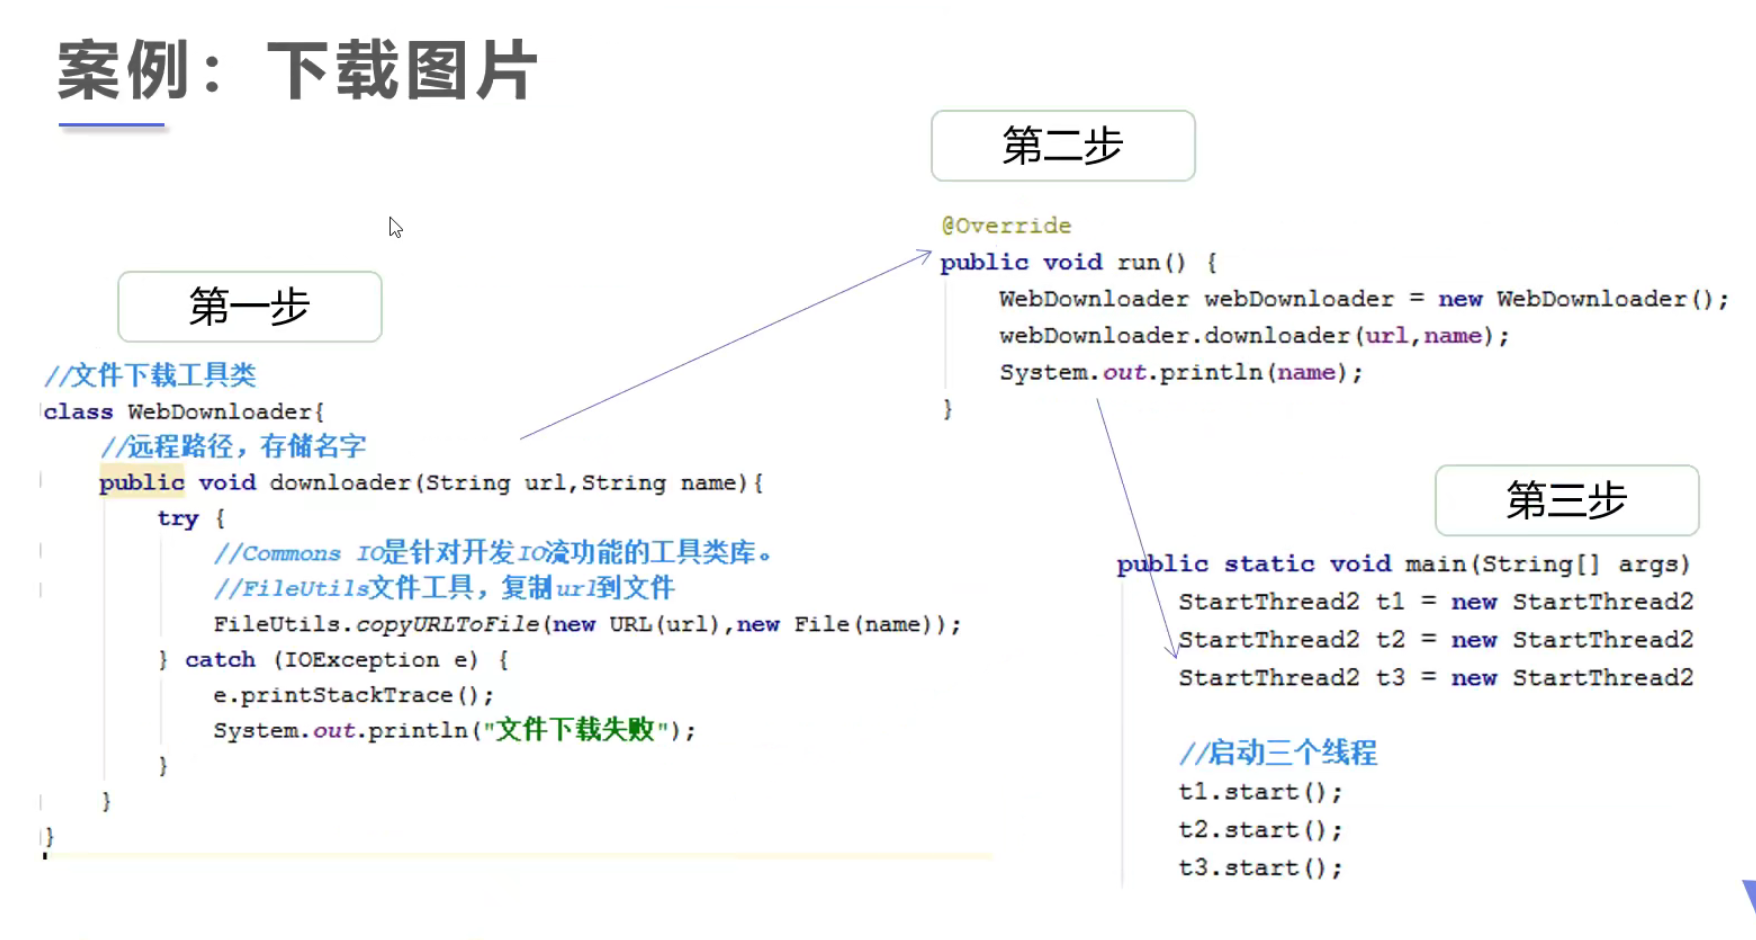 案例：下载图片
第一步
//文件下载工具类
class WebDownloader{
//远程路径，存储名字
public void downloader(String url,String name){
try {
//Commons IO是针对开发IO流功能的工具类库。
//FileUtils文件工具，复制url到文件
FileUtils.copyURLToFile(new URL(url),new File(name));
} catch (IOException e) {
e.printStackTrace();
System.out.println("文件下载失败");
}
}
}
第二步
@Override
public void run() {
WebDownloader webDownloader = new WebDownloader();
webDownloader.downloader(url,name);
System.out.println(name);
}
第三步
public static void main(String[] args)
StartThread2 t1 = new StartThread2
StartThread2 t2 = new StartThread2
StartThread2 t3 = new StartThread2
//启动三个线程
t1.start();
t2.start();
t3.start();